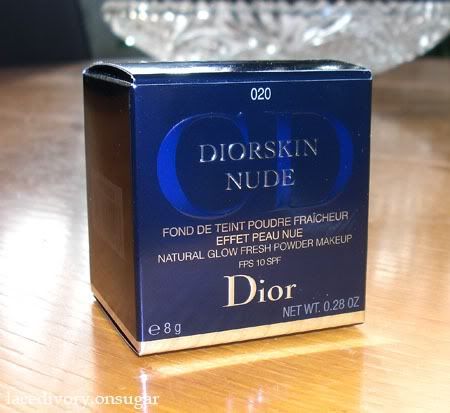 020
CD
DIORSKIN
NUDE
FOND DE TEINT POUDRE FRAÎCHEUR
EFFET PEAU NUE
NATURAL GLOW FRESH POWDER MAKEUP
FPS 10 SPF
Dior
℮ 8 g
NET WT. 0.28 OZ
lacedivory.onsugar